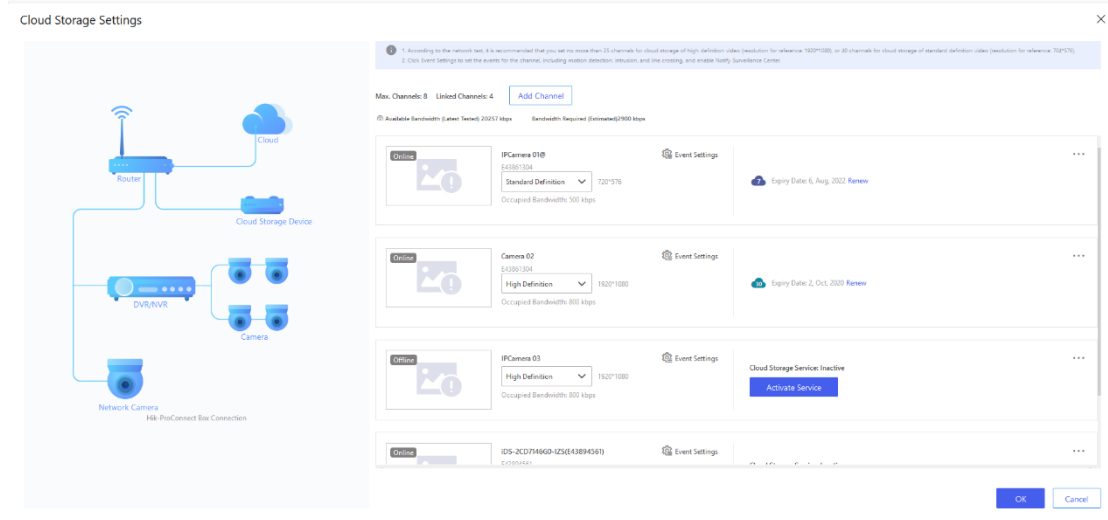 Cloud Storage Settings
1. According to the network test, it is recommended that you set no more than 25 channels for cloud storage of high definition video (resolution for reference 1920*1080), or 40 channels for cloud storage of standard definition video (resolution for reference 704*576)
2. Click Event Settings to set the events for the channel, including motion detection, intrusion, and line crossing, and enable Notify Surveillance Center.
Max. Channels: 8 Linked Channels: 4 Add Channel
Available Bandwidth (Latest Tested) 20257 kbps Bandwidth Required (Estimated)2900 kbps
Cloud
Router
Cloud Storage Device
DVR/NVR
Camera
Network Camera
Hik-ProConnect Box Connection
Online
IPCamera 01@
E43861304
Standard Definition 720*576
Occupied Bandwidth: 500 kbps
Event Settings
7 Expiry Date: 6, Aug, 2022 Renew
Online
Camera 02
E43861304
High Definition 1920*1080
Occupied Bandwidth: 800 kbps
Event Settings
30 Expiry Date: 2, Oct, 2020 Renew
Offline
IPCamera 03
High Definition 1920*1080
Occupied Bandwidth: 800 kbps
Event Settings
Cloud Storage Service: Inactive
Activate Service
Online
iDS-2CD7146G0-IZS(E43894561)
Event Settings
OK Cancel